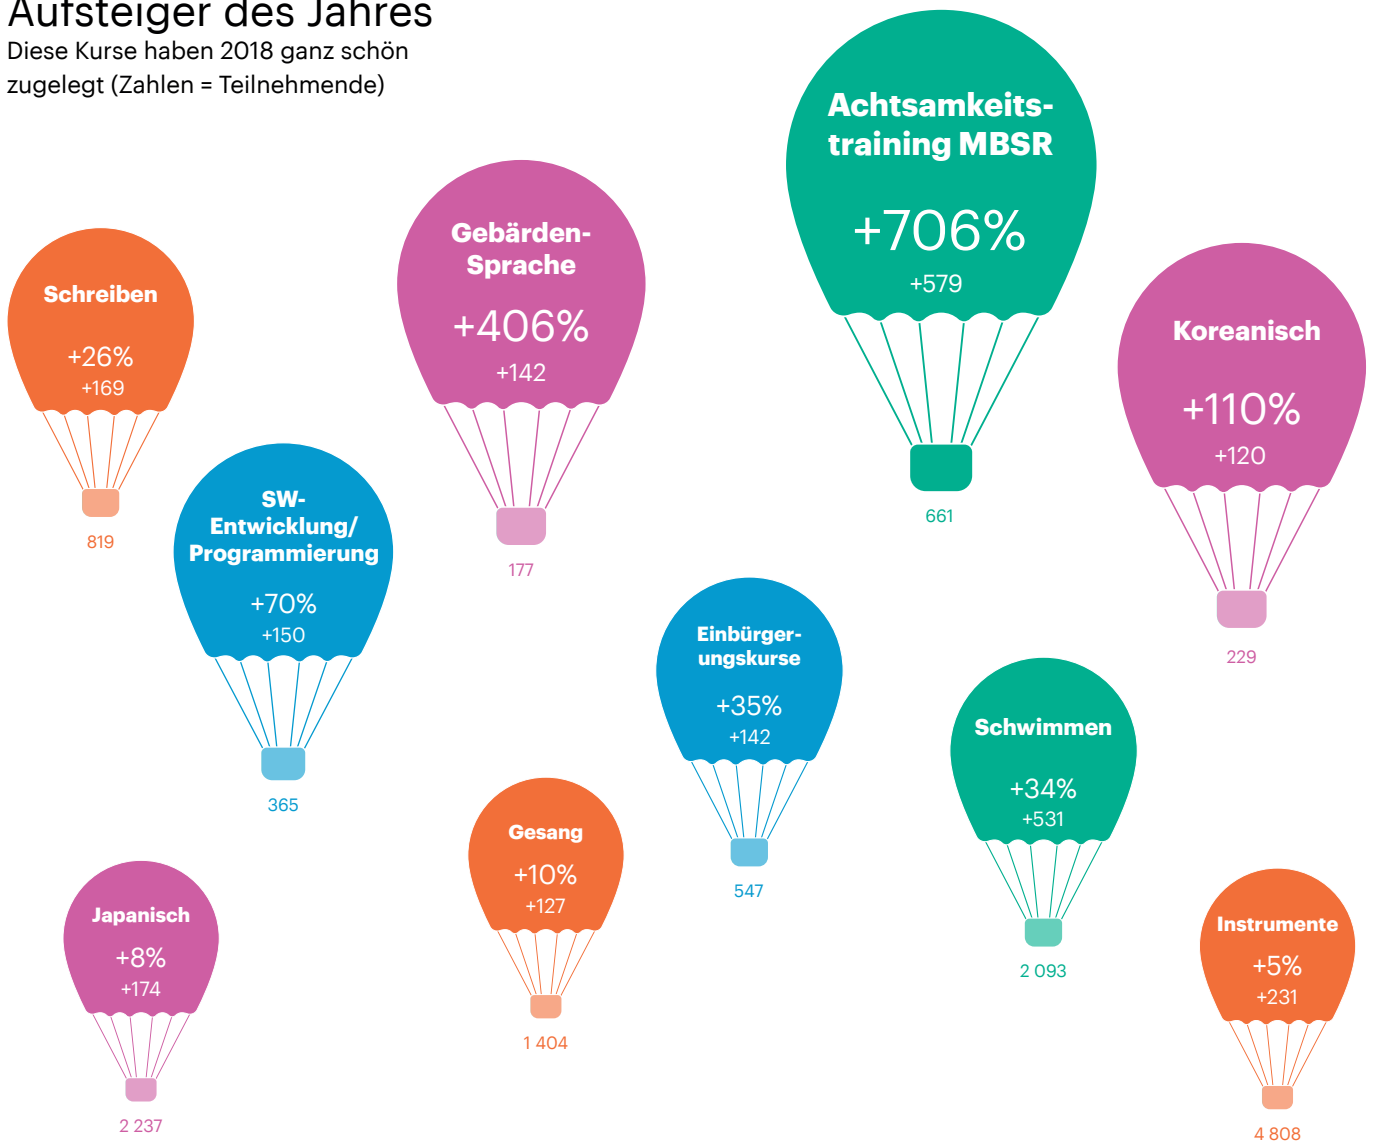 Aufsteiger des Jahres
Diese Kurse haben 2018 ganz schön
zugelegt (Zahlen = Teilnehmende)
Achtsamkeits-
training MBSR
+706%
+579
661
Gebärden-
Sprache
+406%
+142
177
Schreiben
+26%
+169
819
Koreanisch
+110%
+120
229
SW-
Entwicklung/
Programmierung
+70%
+150
365
Einbürger-
ungskurse
+35%
+142
547
Schwimmen
+34%
+531
2 093
Gesang
+10%
+127
1 404
Japanisch
+8%
+174
2 237
Instrumente
+5%
+231
4 808